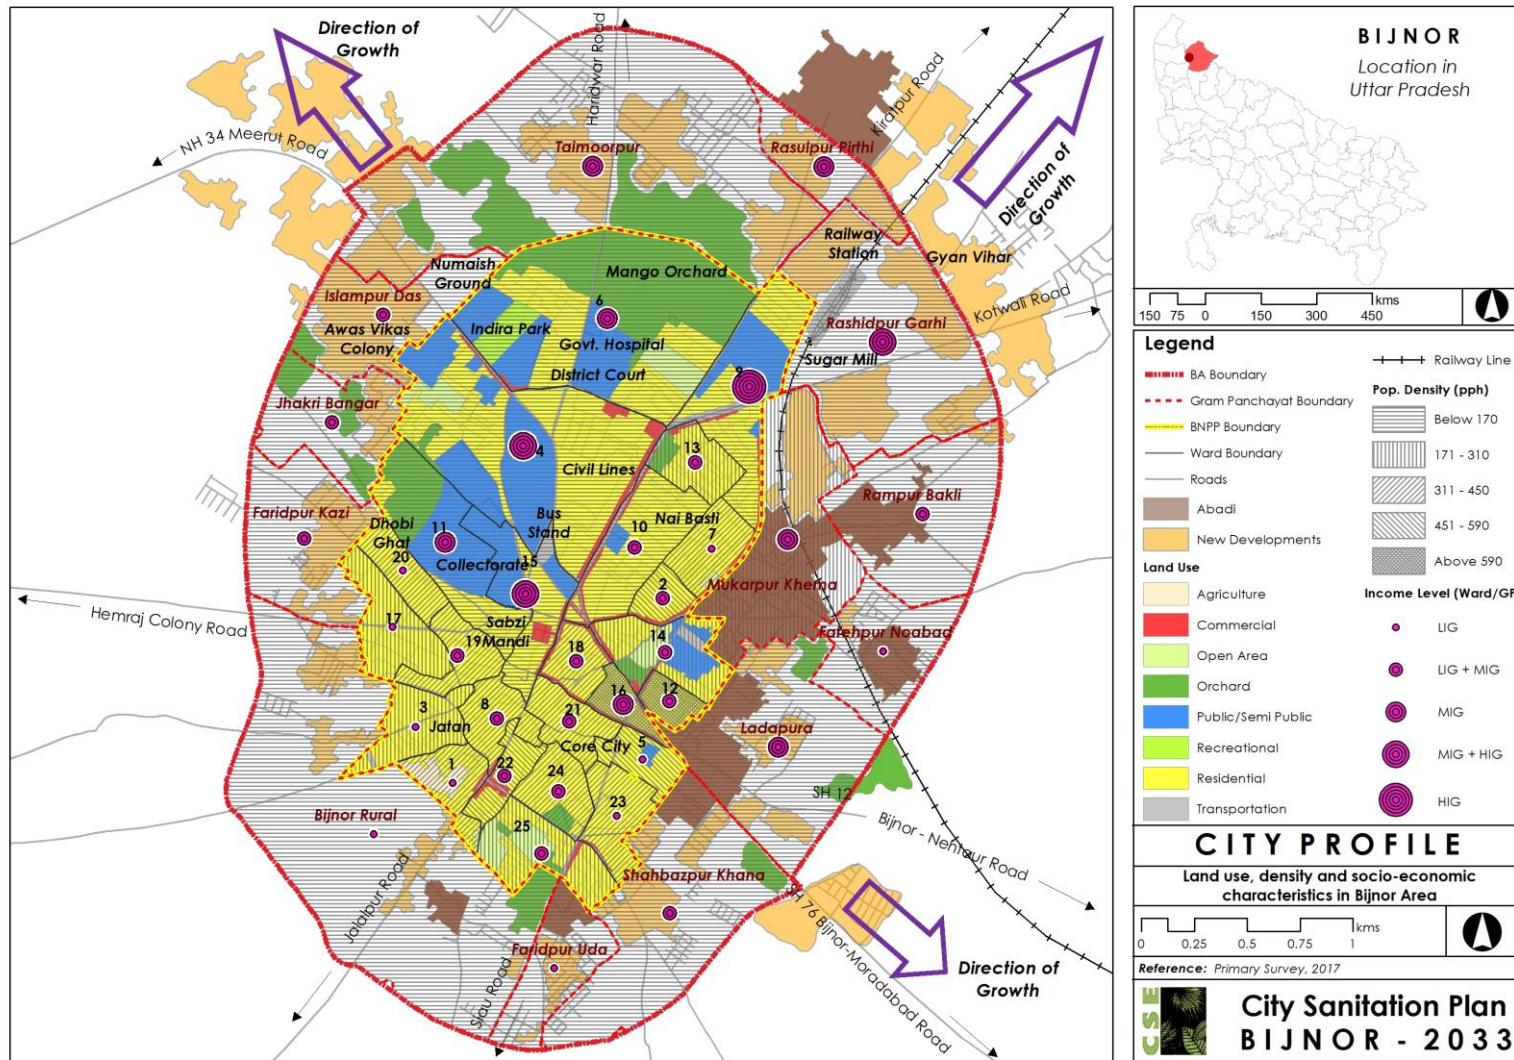 Direction of
Growth
Haridwar Road
NH 34 Meerut Road
Kiratpur Road
Taimoorpur
Rasulpur Pirthi
Direction of
Growth
Railway
Station
Gyan Vihar
Numaish
Ground
Mango Orchard
Kotwali Road
Islampur Das
Awas Vikas
Colony
Indira Park
6
Govt. Hospital
Rashidpur Garhi
Sugar Mill
District Court
9
Jhakri Bangar
4
Civil Lines
13
Rampur Bakli
Faridpur Kazi
Dhobi
Ghat
11
Bus
Stand
Nai Basti
10
7
20
Collectorate
15
Mukarpur Khema
2
Hemraj Colony Road
17
Sabzi
Mandi
19
18
14
Fatehpur Noabad
16
12
3
Jatan
8
21
Core City
5
Ladapura
1
22
24
23
SH 12
Bijnor Rural
25
Bijnor - Nehtaur Road
Shahbazpur Khana
Jalalpur Road
SH 76 Bijnor-Moradabad Road
Faridpur Uda
Siau Road
Direction of
Growth
BIJNOR
Location in
Uttar Pradesh
150 75 0 150 300 450 kms
Legend
BA Boundary
Gram Panchayat Boundary
BNPP Boundary
Ward Boundary
Roads
Abadi
New Developments
Land Use
Agriculture
Commercial
Open Area
Orchard
Public/Semi Public
Recreational
Residential
Transportation
Railway Line
Pop. Density (pph)
Below 170
171 - 310
311 - 450
451 - 590
Above 590
Income Level (Ward/GP
LIG
LIG + MIG
MIG
MIG + HIG
HIG
CITY PROFILE
Land use, density and socio-economic
characteristics in Bijnor Area
0 0.25 0.5 0.75 1 kms
Reference: Primary Survey, 2017
CSE
City Sanitation Plan
BIJNOR - 2033